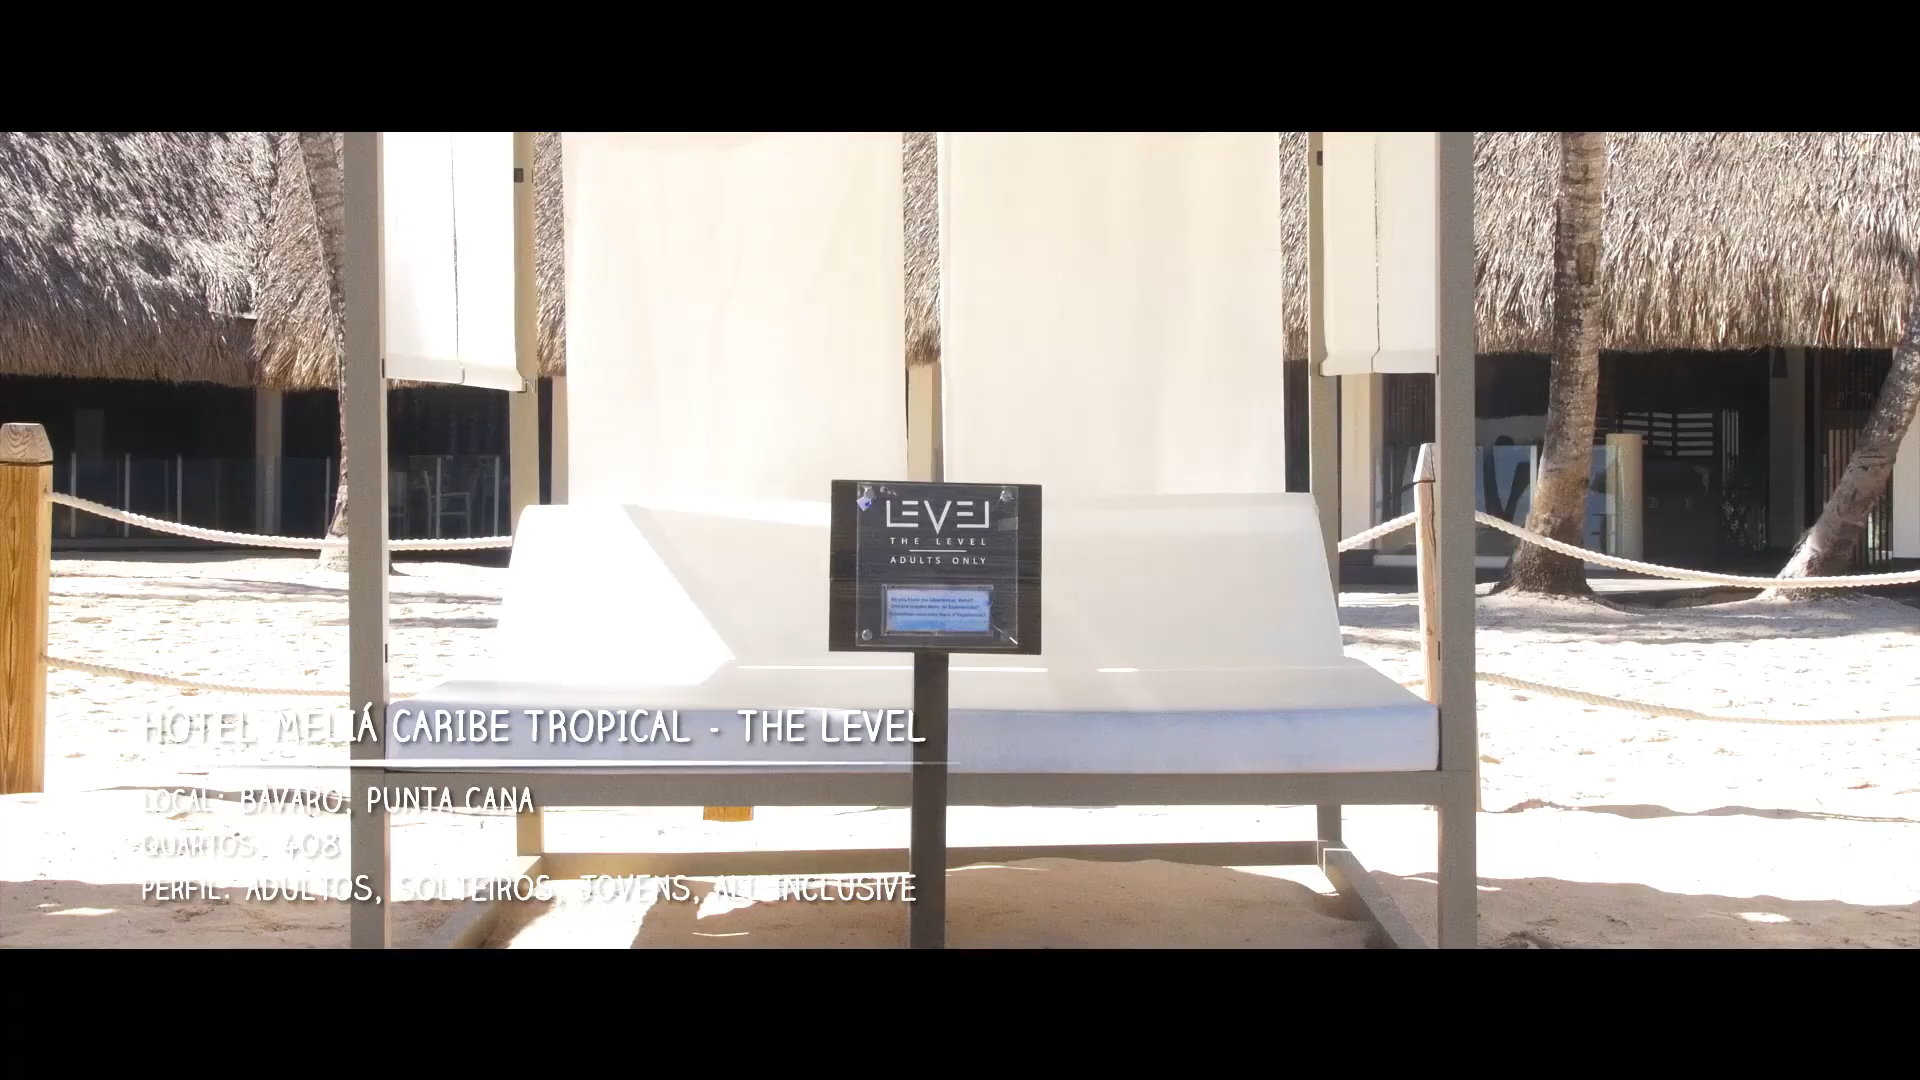 LEVEL
THE LEVEL
ADULTS ONLY
HOTEL MELIÁ CARIBE TROPICAL - THE LEVEL
LOCAL: BAVARO, PUNTA CANA
QUARTOS: 408
PERFIL: ADULTOS, SOLTEIROS, JOVENS, ALL INCLUSIVE